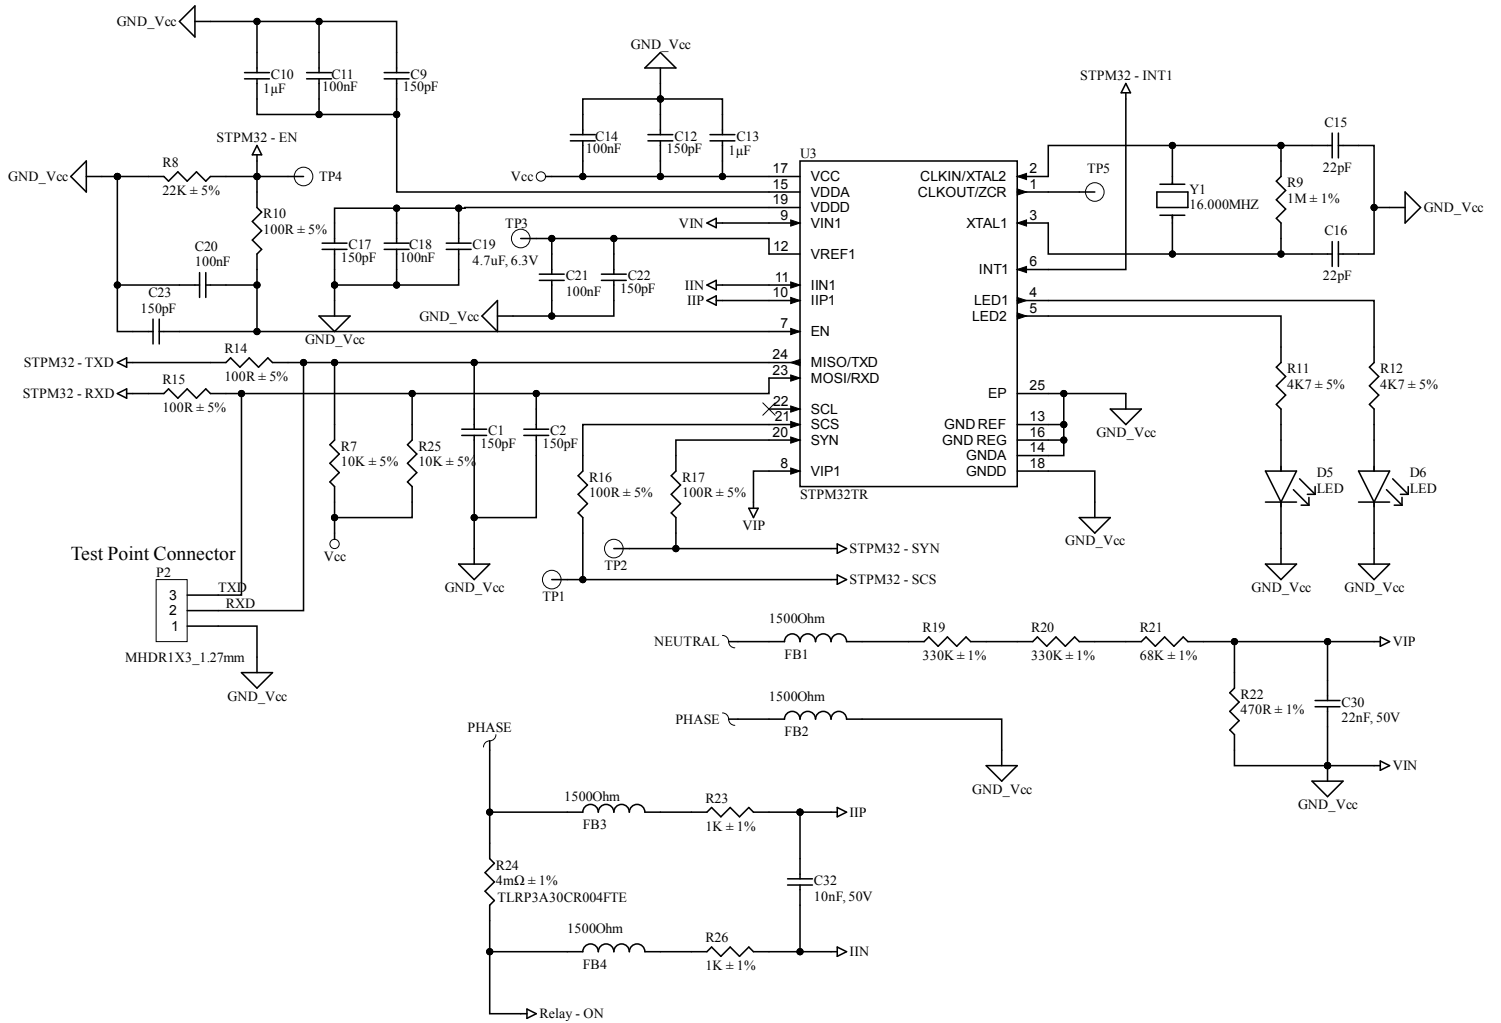 GND_Vcc
C10
1µF
C11
100nF
C9
150pF
GND_Vcc
C14
100nF
C12
150pF
C13
1µF
Vcc
STPM32 - EN
GND_Vcc
R8
22K ± 5%
TP4
R10
100R ± 5%
C20
100nF
C23
150pF
C17
150pF
C18
100nF
C19
4.7uF, 6.3V
GND_Vcc
TP3
VIN
C21
100nF
C22
150pF
GND_Vcc
IIN
IIP
U3
17 VCC
15 VDDA
19 VDDD
9 VIN1
12 VREF1
11 IIN1
10 IIP1
7 EN
24 MISO/TXD
23 MOSI/RXD
22 SCL
21 SCS
20 SYN
8 VIP1
STPM32TR
CLKIN/XTAL2 2
CLKOUT/ZCR 1
XTAL1 3
INT1 6
LED1 4
LED2 5
EP 25
GND REF 13
GND REG 16
GNDA 14
GNDD 18
STPM32 - INT1
TP5
Y1
16.000MHZ
R9
1M ± 1%
C15
22pF
C16
22pF
GND_Vcc
R11
4K7 ± 5%
R12
4K7 ± 5%
D5
LED
D6
LED
GND_Vcc
GND_Vcc
GND_Vcc
GND_Vcc
STPM32 - TXD
R14
100R ± 5%
STPM32 - RXD
R15
100R ± 5%
R7
10K ± 5%
R25
10K ± 5%
C1
150pF
C2
150pF
Vcc
GND_Vcc
R16
100R ± 5%
R17
100R ± 5%
VIP
TP2
STPM32 - SYN
TP1
STPM32 - SCS
Test Point Connector
P2
3 TXD
2 RXD
1
MHDR1X3_1.27mm
GND_Vcc
NEUTRAL
1500hm
FB1
R19
330K ± 1%
R20
330K ± 1%
R21
68K ± 1%
VIP
R22
470R ± 1%
C30
22nF, 50V
VIN
GND_Vcc
PHASE
1500hm
FB2
GND_Vcc
PHASE
1500hm
FB3
R23
1K ± 1%
IIP
R24
4mΩ ± 1%
TLRP3A30CR004FTE
C32
10nF, 50V
1500hm
FB4
R26
1K ± 1%
IIN
Relay - ON